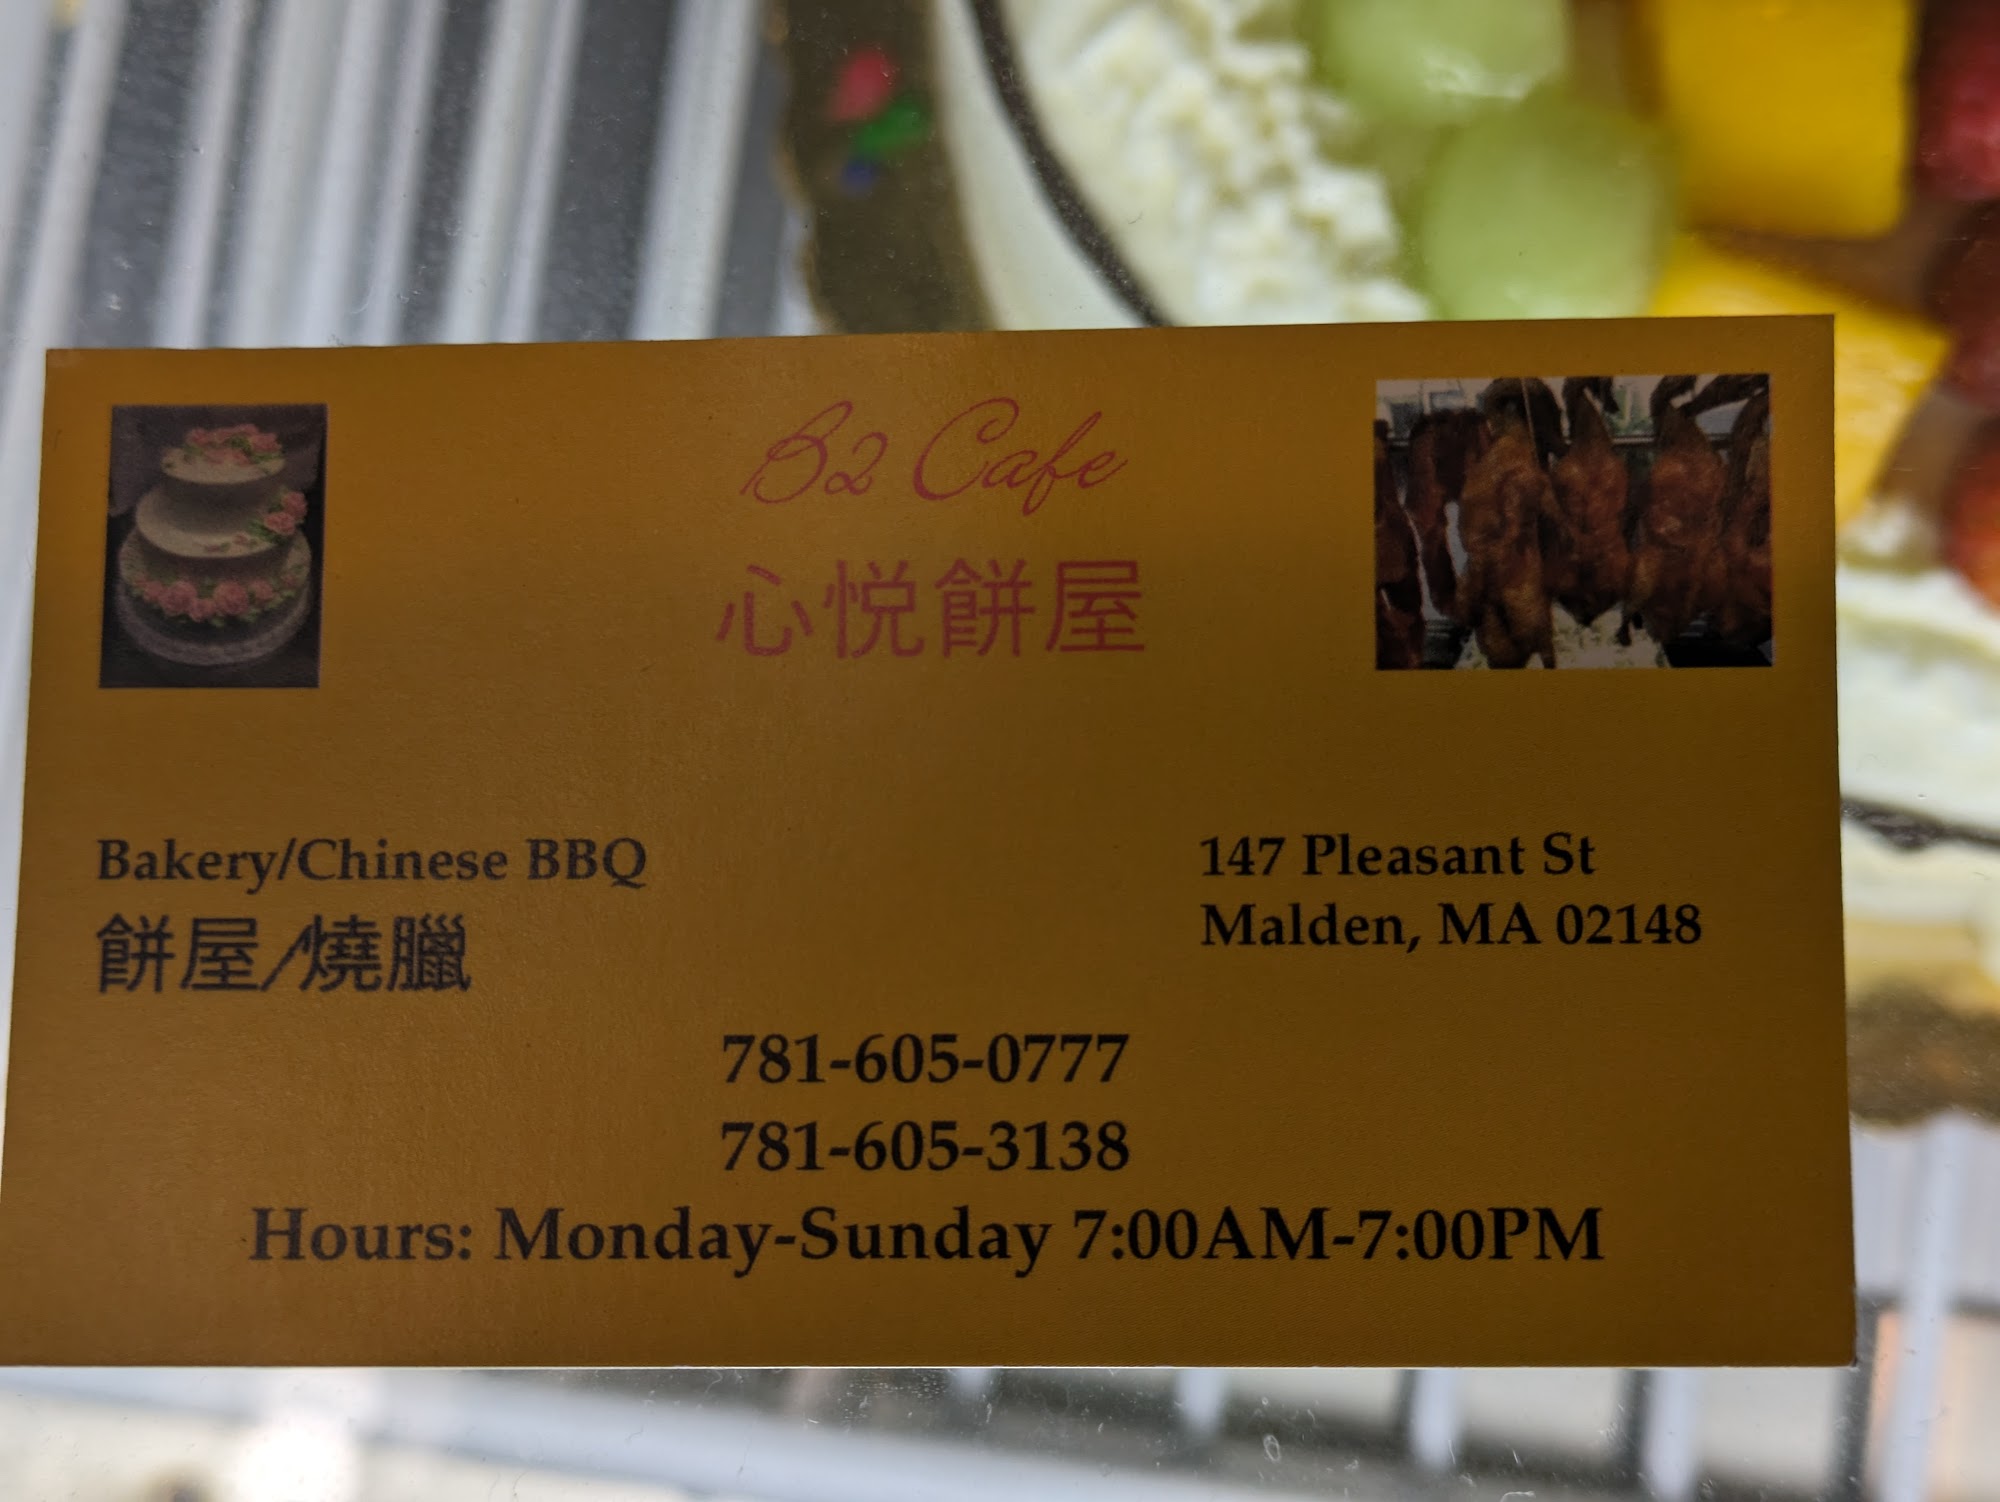 B2 Cafe
心悦餅屋
Bakery/Chinese BBQ
餅屋/燒臘
147 Pleasant St
Malden, MA 02148
781-605-0777
781-605-3138
Hours: Monday-Sunday 7:00AM-7:00PM